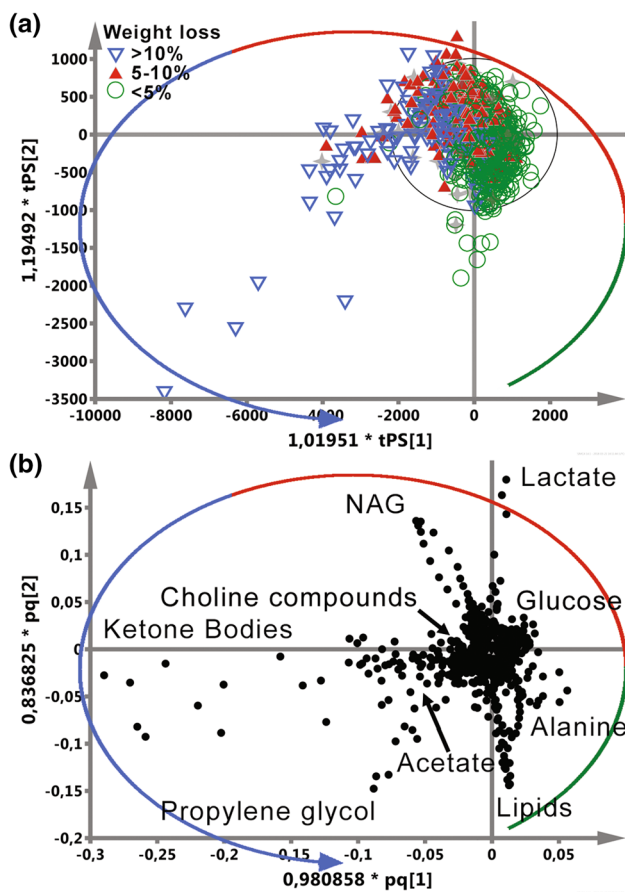 (a)
Weight loss
>10%
5-10%
<5%
1000
500
0
-500
-1000
-1500
-2000
-2500
-3000
-3500
1,19492 * tPS[2]
-10000 -8000 -6000 -4000 -2000 0 2000
1,01951 * tPS[1]
(b)
0,15
0,1
0,05
0
-0,05
-0,1
-0,15
-0,2
0,836825 * pq[2]
Lactate
NAG
Choline compounds
Glucose
Ketone Bodies
Alanine
Acetate
Propylene glycol
Lipids
-0,3 -0,25 -0,2 -0,15 -0,1 -0,05 0 0,05
0,980858 * pq[1]